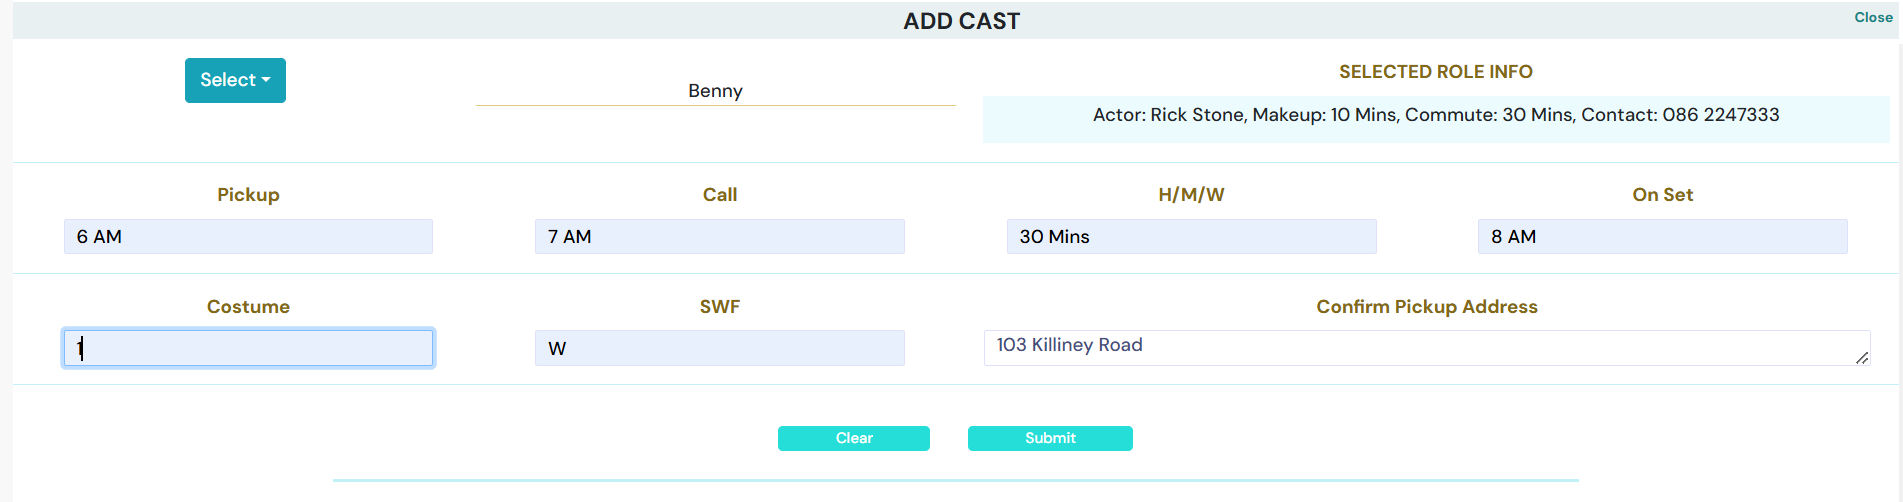 ADD CAST
Close
Select
Benny
SELECTED ROLE INFO
Actor: Rick Stone, Makeup: 10 Mins, Commute: 30 Mins, Contact: 086 2247333
Pickup Call H/M/W On Set
6 AM 7 AM 30 Mins 8 AM
Costume SWF Confirm Pickup Address
1 W 103 Killiney Road
Clear Submit